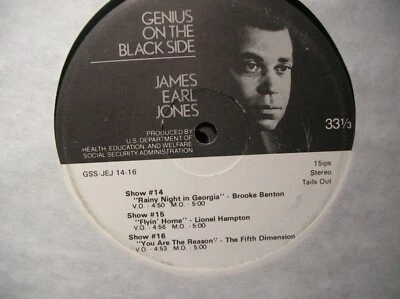 GENIUS
ON THE
BLACK SIDE
JAMES
EARL
JONES
33 1/3
PRODUCED BY
U.S. DEPARTMENT OF
HEALTH, EDUCATION, AND WELFARE
SOCIAL SECURITY ADMINISTRATION
GSS-JEJ 14-16
15ips
Stereo
Tails Out
Show #14
"Rainy Night in Georgia" - Brooke Benton
V.O. - 4:50 M.O. - 5:00
Show #15
"Flyin' Home" - Lionel Hampton
V.O. - 4:56 M.O. - 5:00
Show #16
"You Are The Reason" - The Fifth Dimension
V.O. - 4:53 M.O. - 5:00